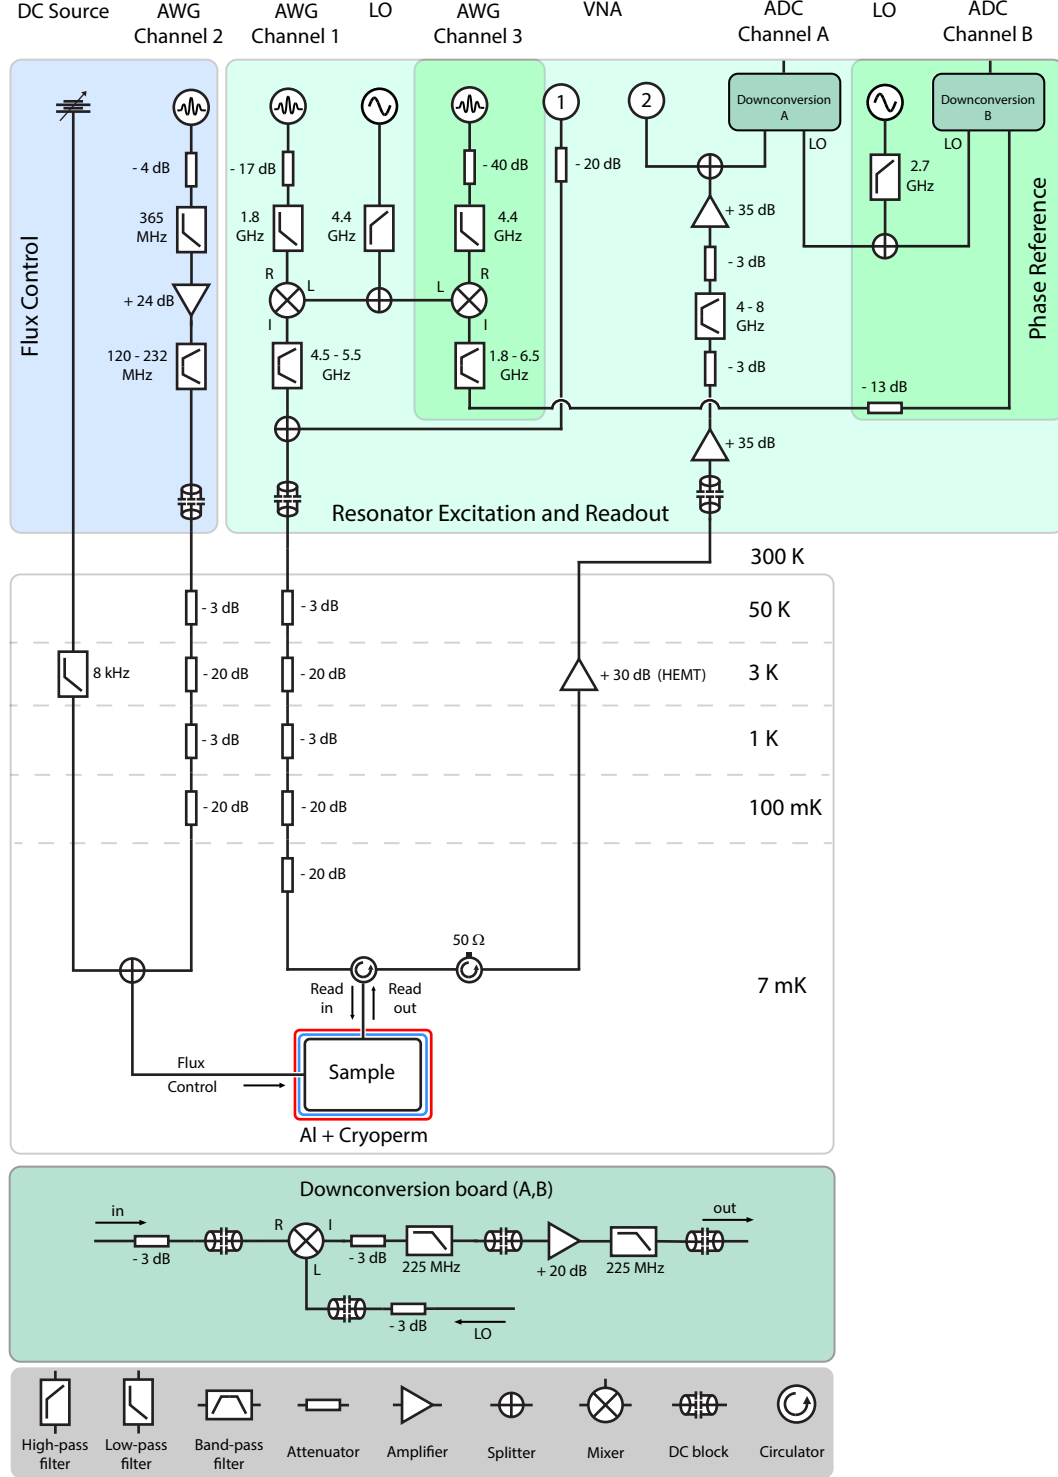 DC Source
AWG
Channel 2
AWG
Channel 1
LO
AWG
Channel 3
VNA
ADC
Channel A
LO
ADC
Channel B
1
2
Downconversion
A
Downconversion
B
LO
LO
- 4 dB
- 17 dB
- 40 dB
- 20 dB
2.7
GHz
365
MHz
1.8
GHz
4.4
GHz
4.4
GHz
+ 35 dB
- 3 dB
R
L
I
L
R
I
+ 24 dB
4 - 8
GHz
120 - 232
MHz
4.5 - 5.5
GHz
1.8 - 6.5
GHz
- 3 dB
- 13 dB
+ 35 dB
Flux Control
Phase Reference
Resonator Excitation and Readout
300 K
- 3 dB
- 3 dB
50 K
8 kHz
- 20 dB
- 20 dB
+ 30 dB (HEMT)
3 K
- 3 dB
- 3 dB
1 K
- 20 dB
- 20 dB
100 mK
- 20 dB
50 Ω
Read
in
Read
out
7 mK
Flux
Control
Sample
Al + Cryoperm
Downconversion board (A,B)
in
out
R
I
L
- 3 dB
- 3 dB
225 MHz
+ 20 dB
225 MHz
- 3 dB
LO
High-pass
filter
Low-pass
filter
Band-pass
filter
Attenuator
Amplifier
Splitter
Mixer
DC block
Circulator